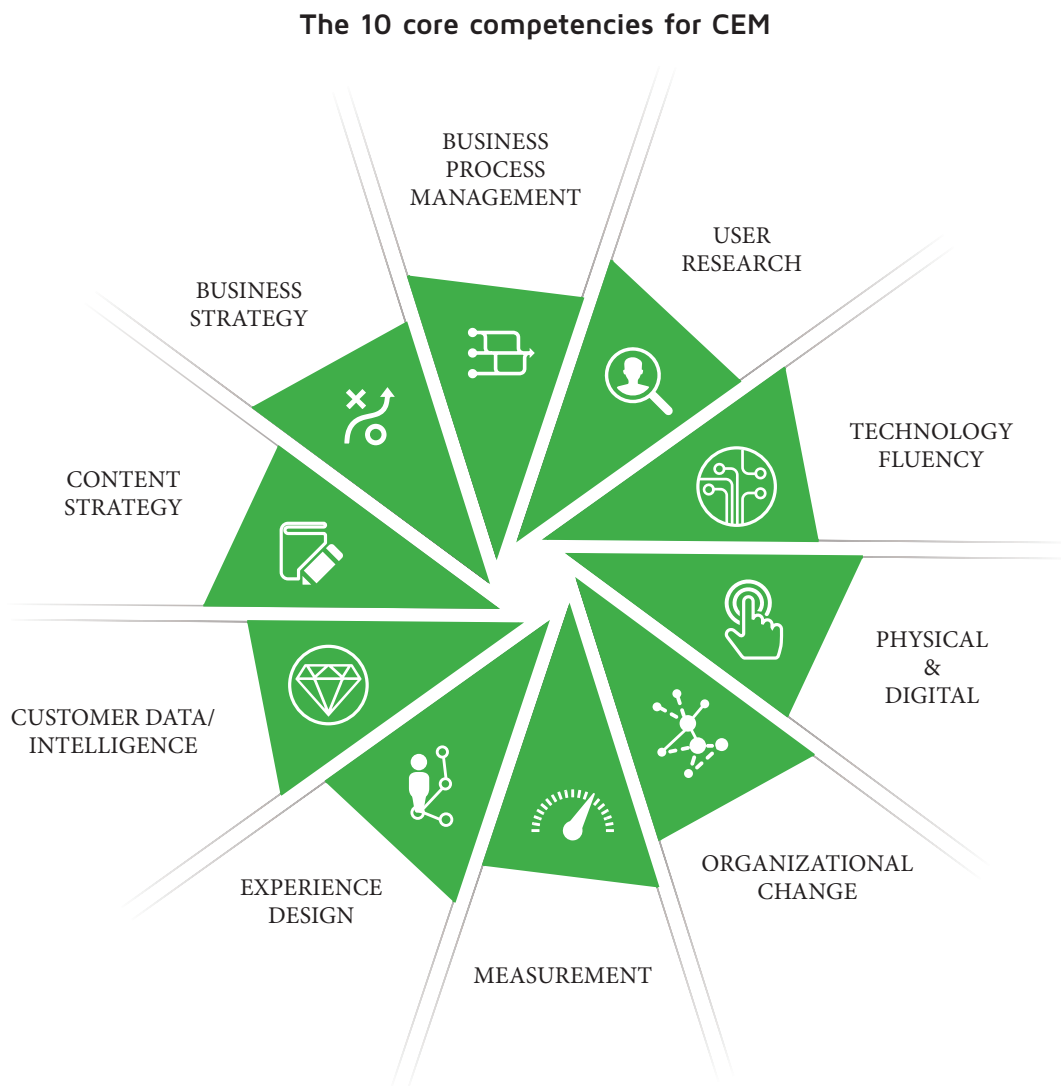 The 10 core competencies for CEM
BUSINESS
PROCESS
MANAGEMENT
USER
RESEARCH
TECHNOLOGY
FLUENCY
PHYSICAL
&
DIGITAL
ORGANIZATIONAL
CHANGE
MEASUREMENT
EXPERIENCE
DESIGN
CUSTOMER DATA/
INTELLIGENCE
CONTENT
STRATEGY
BUSINESS
STRATEGY